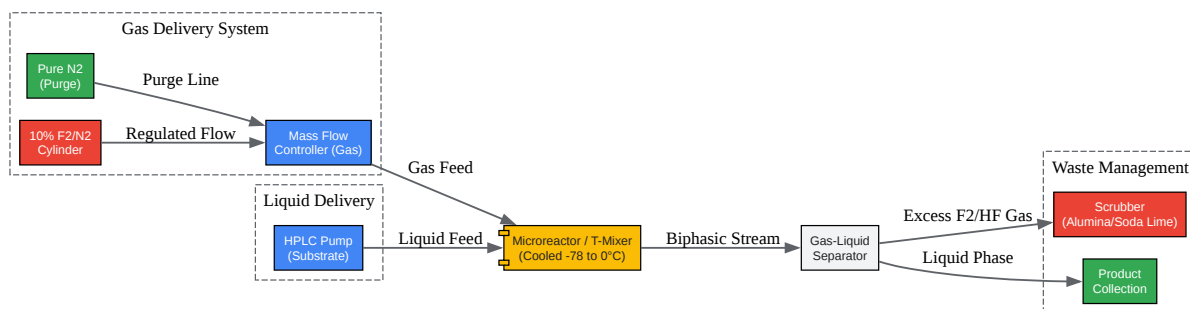 Gas Delivery System
Pure N2
(Purge)
Purge Line
10% F2/N2
Cylinder
Regulated Flow
Mass Flow
Controller (Gas)
Gas Feed
Liquid Delivery
HPLC Pump
(Substrate)
Liquid Feed
Microreactor / T-Mixer
(Cooled -78 to 0°C)
Biphasic Stream
Gas-Liquid
Separator
Excess F2/HF Gas
Liquid Phase
Waste Management
Scrubber
(Alumina/Soda Lime)
Product
Collection